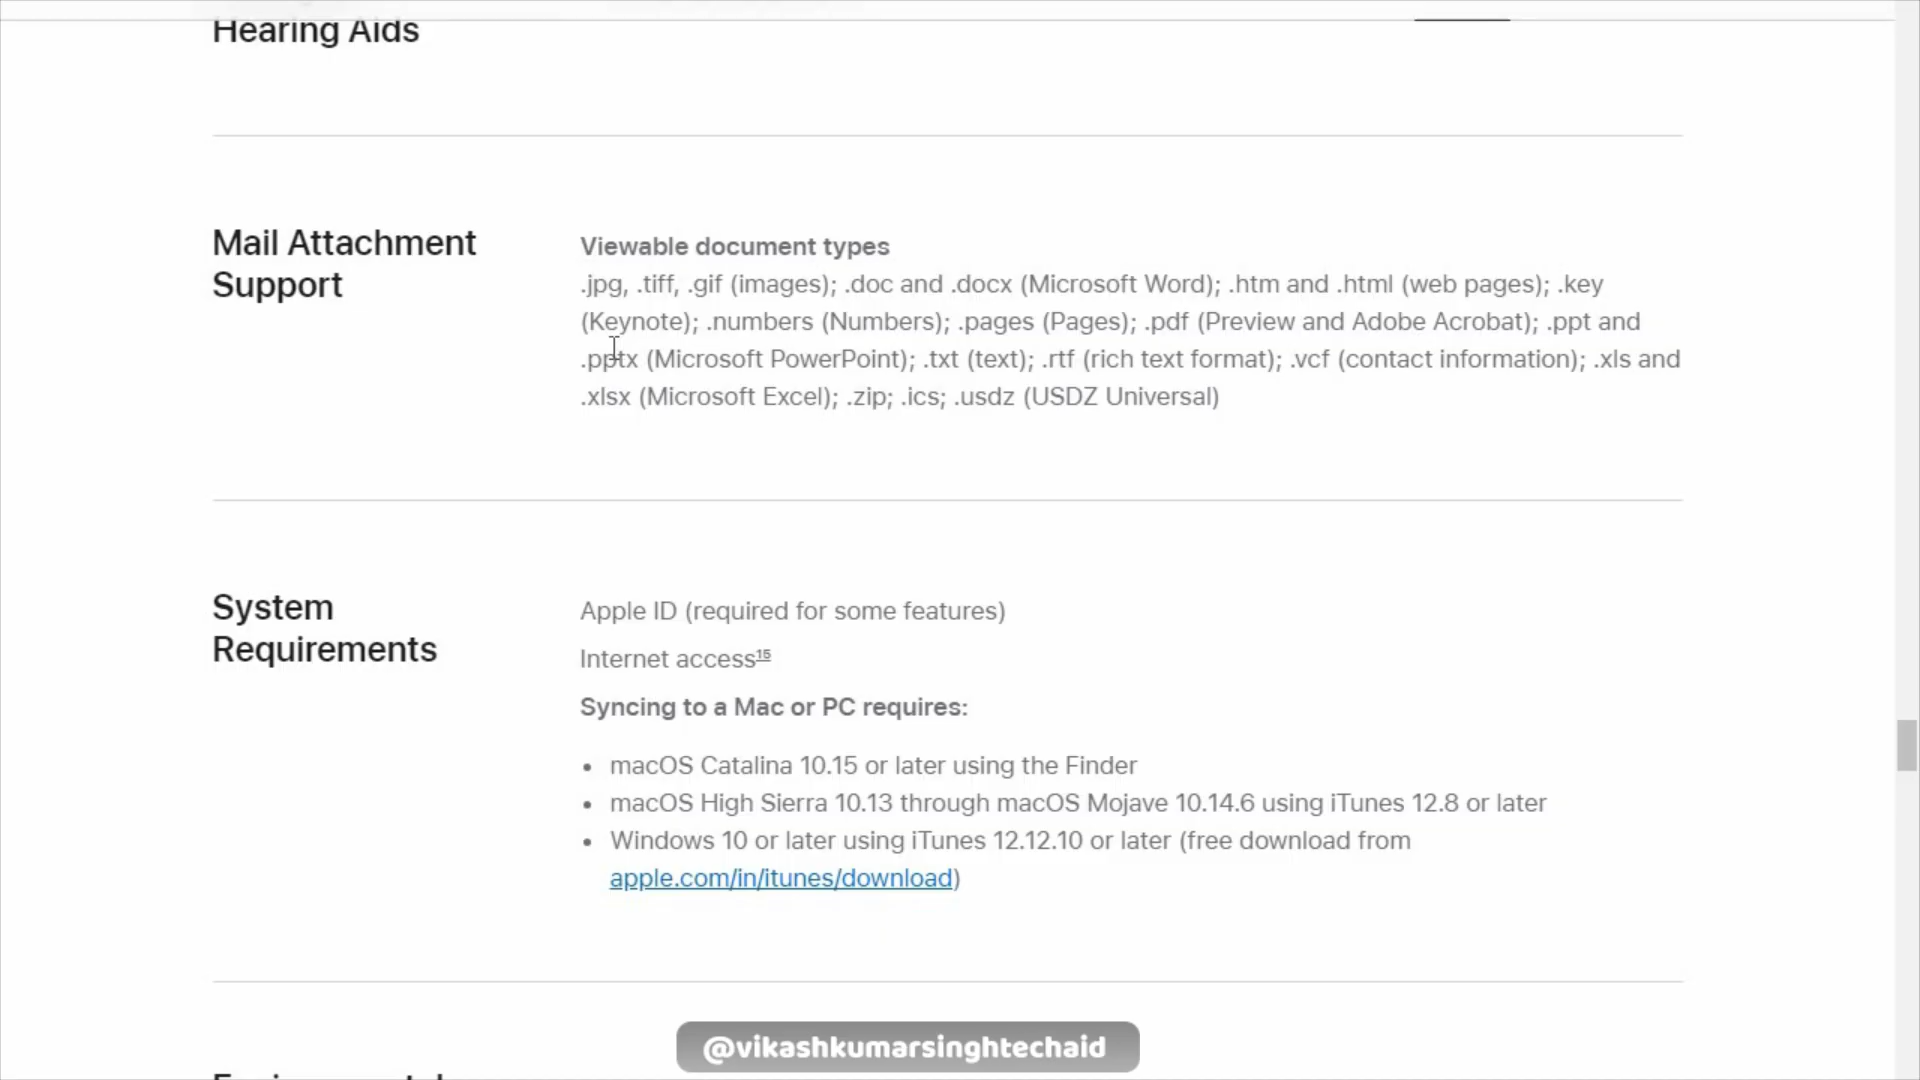 Hearing Aids
Mail Attachment
Support
Viewable document types
.jpg, .tiff, .gif (images); .doc and .docx (Microsoft Word); .htm and .html (web pages); .key
(Keynote); .numbers (Numbers); .pages (Pages); .pdf (Preview and Adobe Acrobat); .ppt and
.pptx (Microsoft PowerPoint); .txt (text); .rtf (rich text format); .vcf (contact information); .xls and
.xlsx (Microsoft Excel); .zip; .ics; .usdz (USDZ Universal)
System
Requirements
Apple ID (required for some features)
Internet access15
Syncing to a Mac or PC requires:
• macOS Catalina 10.15 or later using the Finder
• macOS High Sierra 10.13 through macOS Mojave 10.14.6 using iTunes 12.8 or later
• Windows 10 or later using iTunes 12.12.10 or later (free download from
apple.com/in/itunes/download)
@vikashkumarsinghtechaid